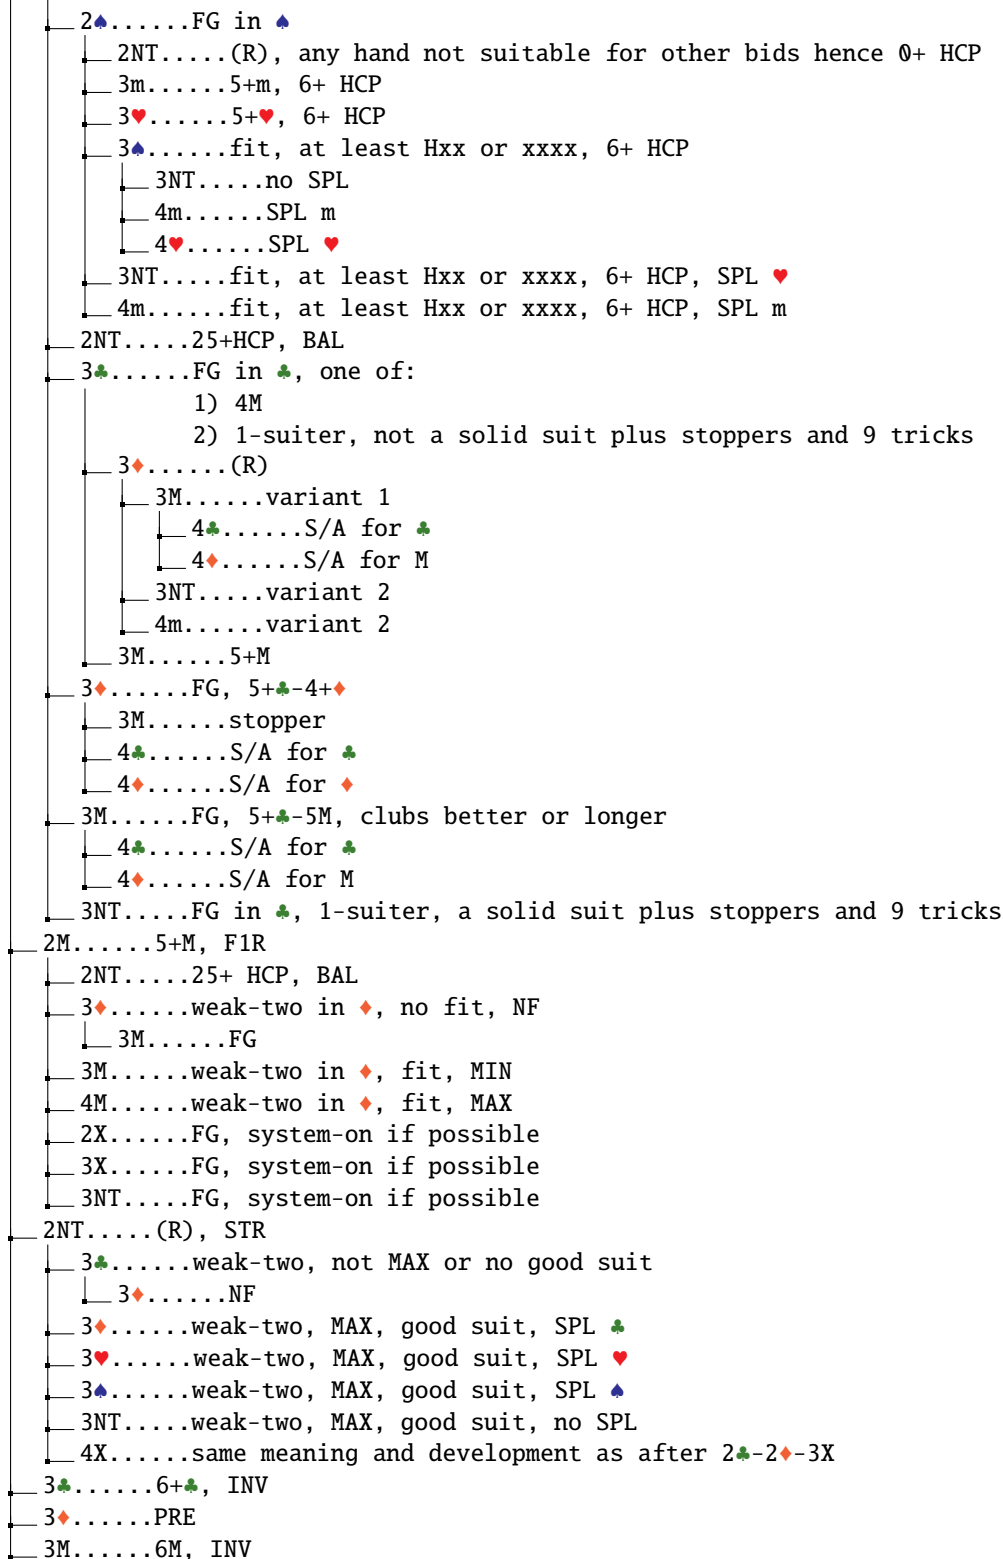 2♠......FG in ♠
2NT.....(R), any hand not suitable for other bids hence 0+ HCP
3m......5+m, 6+ HCP
3♥......5+♥, 6+ HCP
3♠......fit, at least Hxx or xxxx, 6+ HCP
3NT.....no SPL
4m......SPL m
4♥......SPL ♥
3NT.....fit, at least Hxx or xxxx, 6+ HCP, SPL ♥
4m......fit, at least Hxx or xxxx, 6+ HCP, SPL m
2NT.....25+HCP, BAL
3♣......FG in ♣, one of:
1) 4M
2) 1-suiter, not a solid suit plus stoppers and 9 tricks
3♦......(R)
3M......variant 1
4♣......S/A for ♣
4♦......S/A for M
3NT.....variant 2
4m......variant 2
3M......5+M
3♦......FG, 5+♣-4+♦
3M......stopper
4♣......S/A for ♣
4♦......S/A for ♦
3M......FG, 5+♣-5M, clubs better or longer
4♣......S/A for ♣
4♦......S/A for M
3NT.....FG in ♣, 1-suiter, a solid suit plus stoppers and 9 tricks
2M......5+M, F1R
2NT.....25+ HCP, BAL
3♦......weak-two in ♦, no fit, NF
3M......FG
3M......weak-two in ♦, fit, MIN
4M......weak-two in ♦, fit, MAX
2X......FG, system-on if possible
3X......FG, system-on if possible
3NT.....FG, system-on if possible
2NT.....(R), STR
3♣......weak-two, not MAX or no good suit
3♦......NF
3♦......weak-two, MAX, good suit, SPL ♣
3♥......weak-two, MAX, good suit, SPL ♥
3♠......weak-two, MAX, good suit, SPL ♠
3NT.....weak-two, MAX, good suit, no SPL
4X......same meaning and development as after 2♣-2♦-3X
3♣......6+♣, INV
3♦......PRE
3M......6M, INV